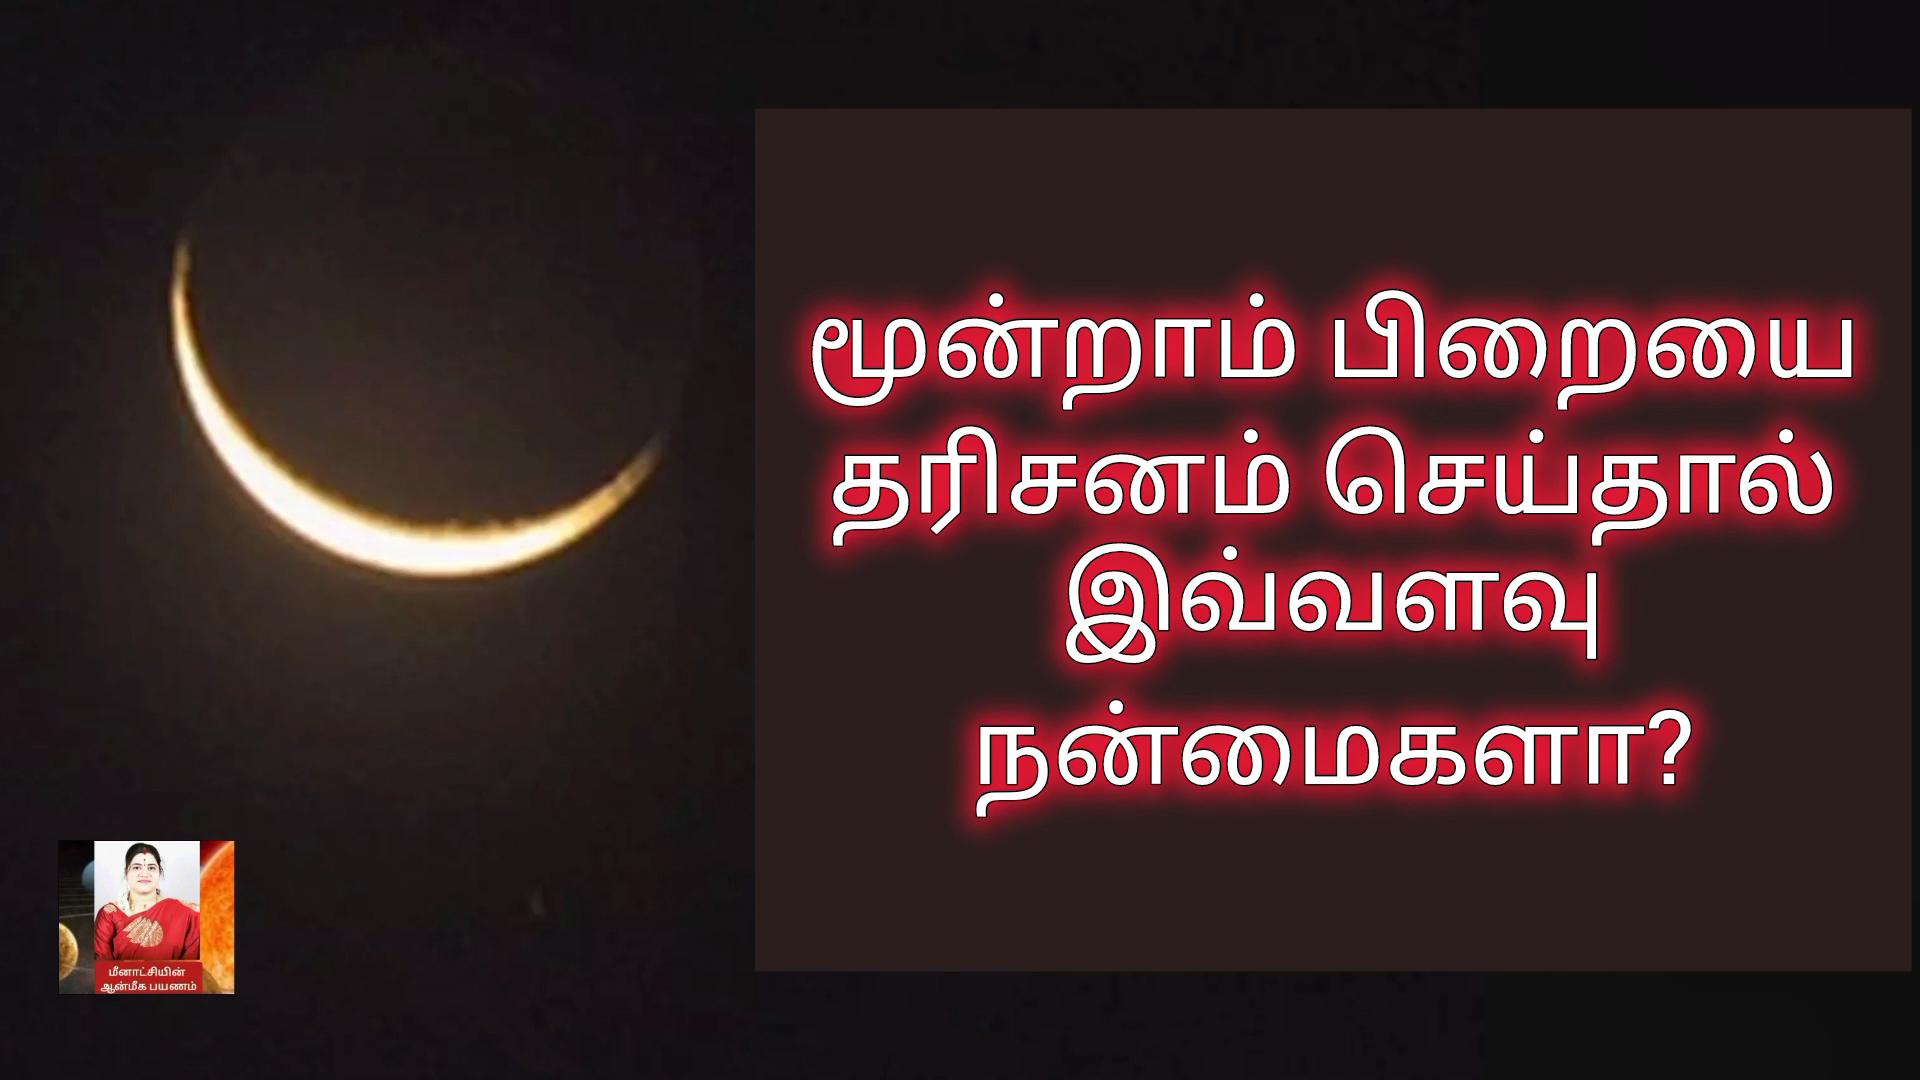 மூன்றாம் பிறையை
தரிசனம் செய்தால்
இவ்வளவு
நன்மைகளா?
மீனாட்சியின்
ஆன்மீக பயணம்